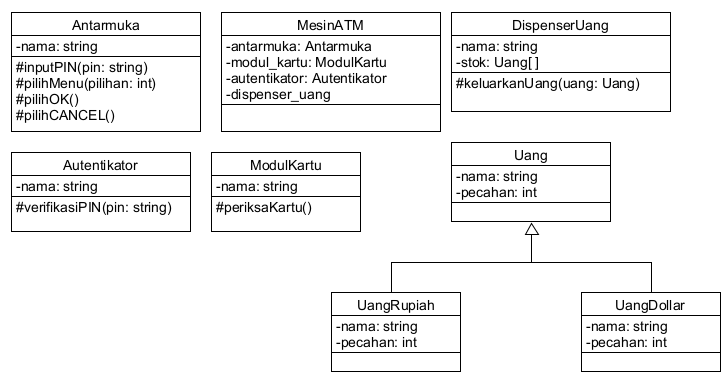 Antarmuka
-nama: string
#inputPIN(pin: string)
#pilihMenu(pilihan: int)
#pilihOK()
#pilihCANCEL()
MesinATM
-antarmuka: Antarmuka
-modul_kartu: ModulKartu
-autentikator: Autentikator
-dispenser_uang
DispenserUang
-nama: string
-stok: Uang[]
#keluarkanUang(uang: Uang)
Autentikator
-nama: string
#verifikasiPIN(pin: string)
ModulKartu
-nama: string
#periksaKartu()
Uang
-nama: string
-pecahan: int
UangRupiah
-nama: string
-pecahan: int
UangDollar
-nama: string
-pecahan: int